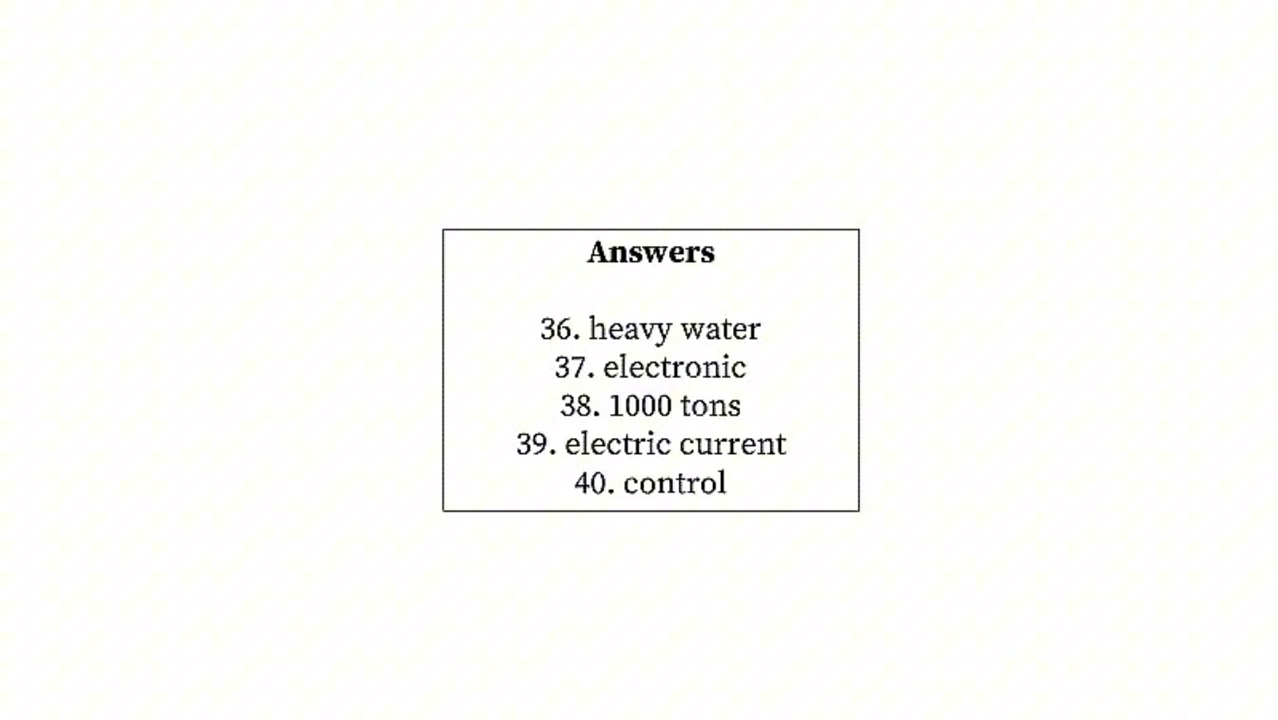 Answers
36. heavy water
37. electronic
38. 1000 tons
39. electric current
40. control